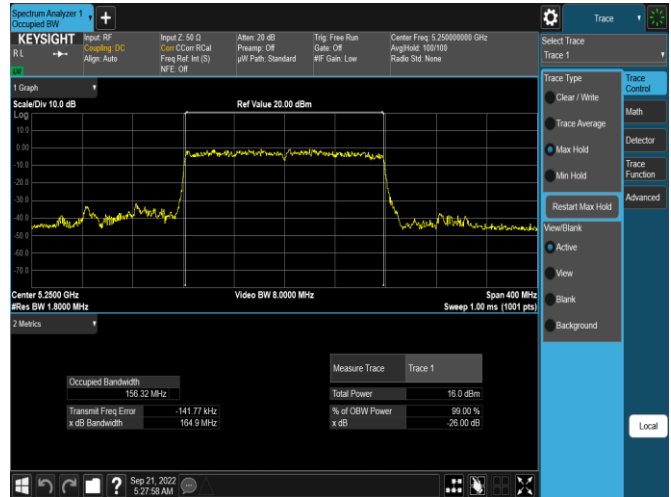 Spectrum Analyzer 1
Occupied BW
Trace
KEYSIGHT
RL
Input: RF
Coupling: DC
Align: Auto
Input Z: 50 Ω
Corr CCorr RCal
Freq Ref: Int (S)
NFE: Off
Atten: 20 dB
Preamp: Off
µW Path: Standard
Trig: Free Run
Gate: Off
#IF Gain: Low
Center Freq: 5.250000000 GHz
Avg|Hold: 100/100
Radio Std: None
Select Trace
Trace 1
1 Graph
Scale/Div 10.0 dB
Ref Value 20.00 dBm
Log
10.0
0.00
-10.0
-20.0
-30.0
-40.0
-50.0
-60.0
-70.0
Center 5.2500 GHz
Video BW 8.0000 MHz
Span 400 MHz
#Res BW 1.8000 MHz
Sweep 1.00 ms (1001 pts)
2 Metrics
Occupied Bandwidth
156.32 MHz
Transmit Freq Error
-141.77 kHz
x dB Bandwidth
164.9 MHz
Measure Trace
Trace 1
Total Power
16.0 dBm
% of OBW Power
99.00 %
x dB
-26.00 dB
Trace Type
Clear / Write
Trace Average
Max Hold
Min Hold
Restart Max Hold
View/Blank
Active
View
Blank
Background
Trace Control
Math
Detector
Trace Function
Advanced
Local
Sep 21, 2022
5:27:58 AM